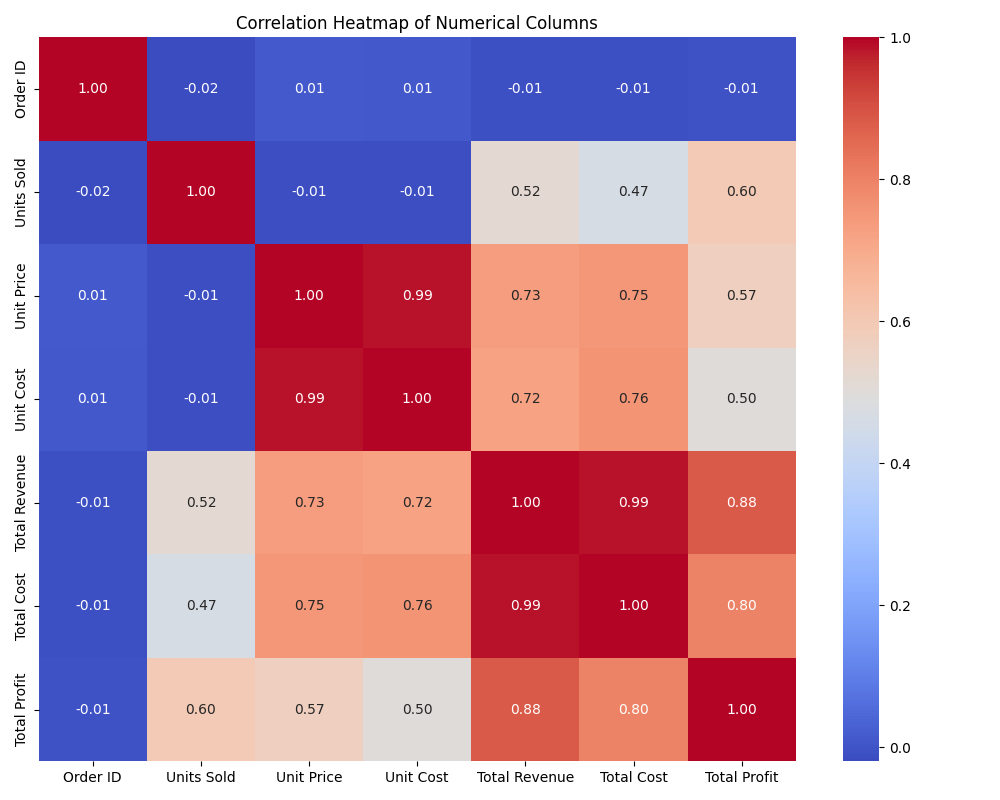 Correlation Heatmap of Numerical Columns
Order ID 1.00 -0.02 0.01 0.01 -0.01 -0.01 -0.01
Units Sold -0.02 1.00 -0.01 -0.01 0.52 0.47 0.60
Unit Price 0.01 -0.01 1.00 0.99 0.73 0.75 0.57
Unit Cost 0.01 -0.01 0.99 1.00 0.72 0.76 0.50
Total Revenue -0.01 0.52 0.73 0.72 1.00 0.99 0.88
Total Cost -0.01 0.47 0.75 0.76 0.99 1.00 0.80
Total Profit -0.01 0.60 0.57 0.50 0.88 0.80 1.00
Order ID Units Sold Unit Price Unit Cost Total Revenue Total Cost Total Profit
1.0
0.8
0.6
0.4
0.2
0.0